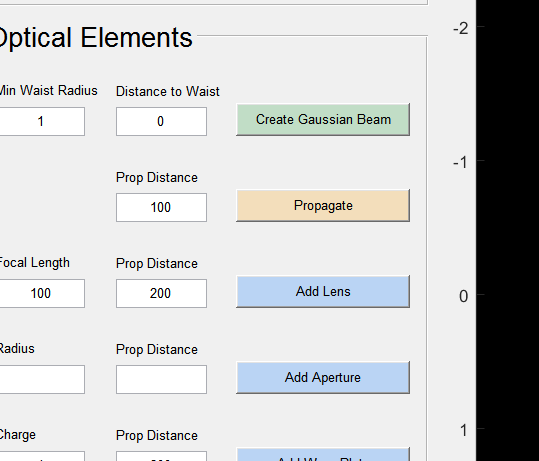 Optical Elements
-2
Min Waist Radius Distance to Waist
1 0 Create Gaussian Beam
-1
Prop Distance
100 Propagate
Focal Length Prop Distance
100 200 Add Lens
0
Radius Prop Distance
Add Aperture
Charge Prop Distance
1
Add